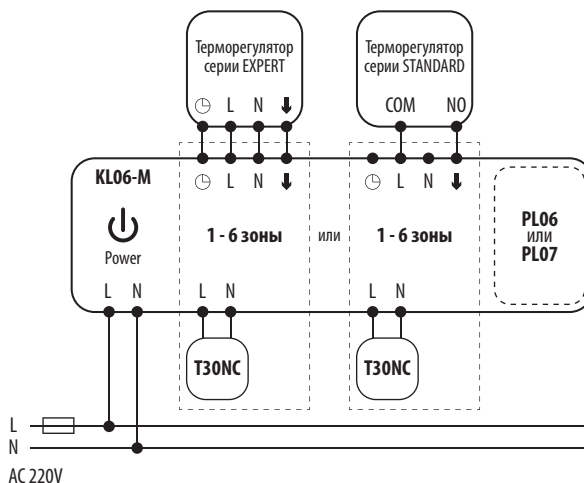 Терморегулятор
серии EXPERT
Терморегулятор
серии STANDARD
L N
COM NO
KL06-M
L N
L N
Power
1 - 6 зоны
или
1 - 6 зоны
PL06
или
PL07
L N
L N
L N
T30NC
T30NC
L
N
AC 220V